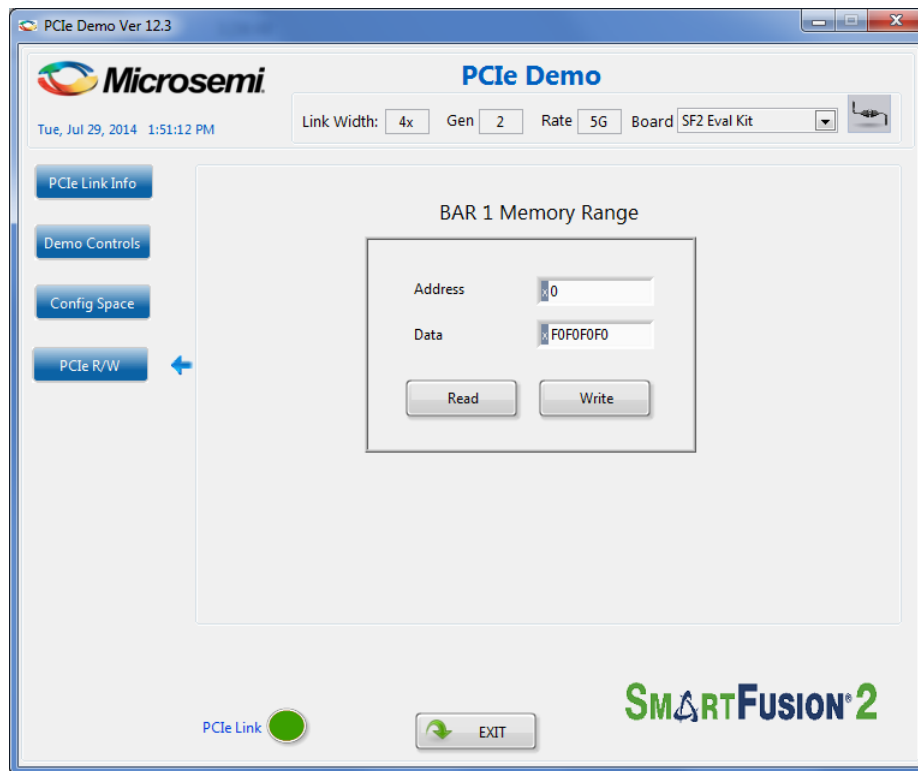 PCIe Demo Ver 12.3
Microsemi.
PCIe Demo
Tue, Jul 29, 2014 1:51:12 PM
Link Width: 4x Gen 2 Rate 5G Board SF2 Eval Kit
PCIe Link Info
Demo Controls
Config Space
PCIe R/W
BAR 1 Memory Range
Address x 0
Data x F0F0F0F0
Read Write
PCIe Link
EXIT
SMARTFUSION®2